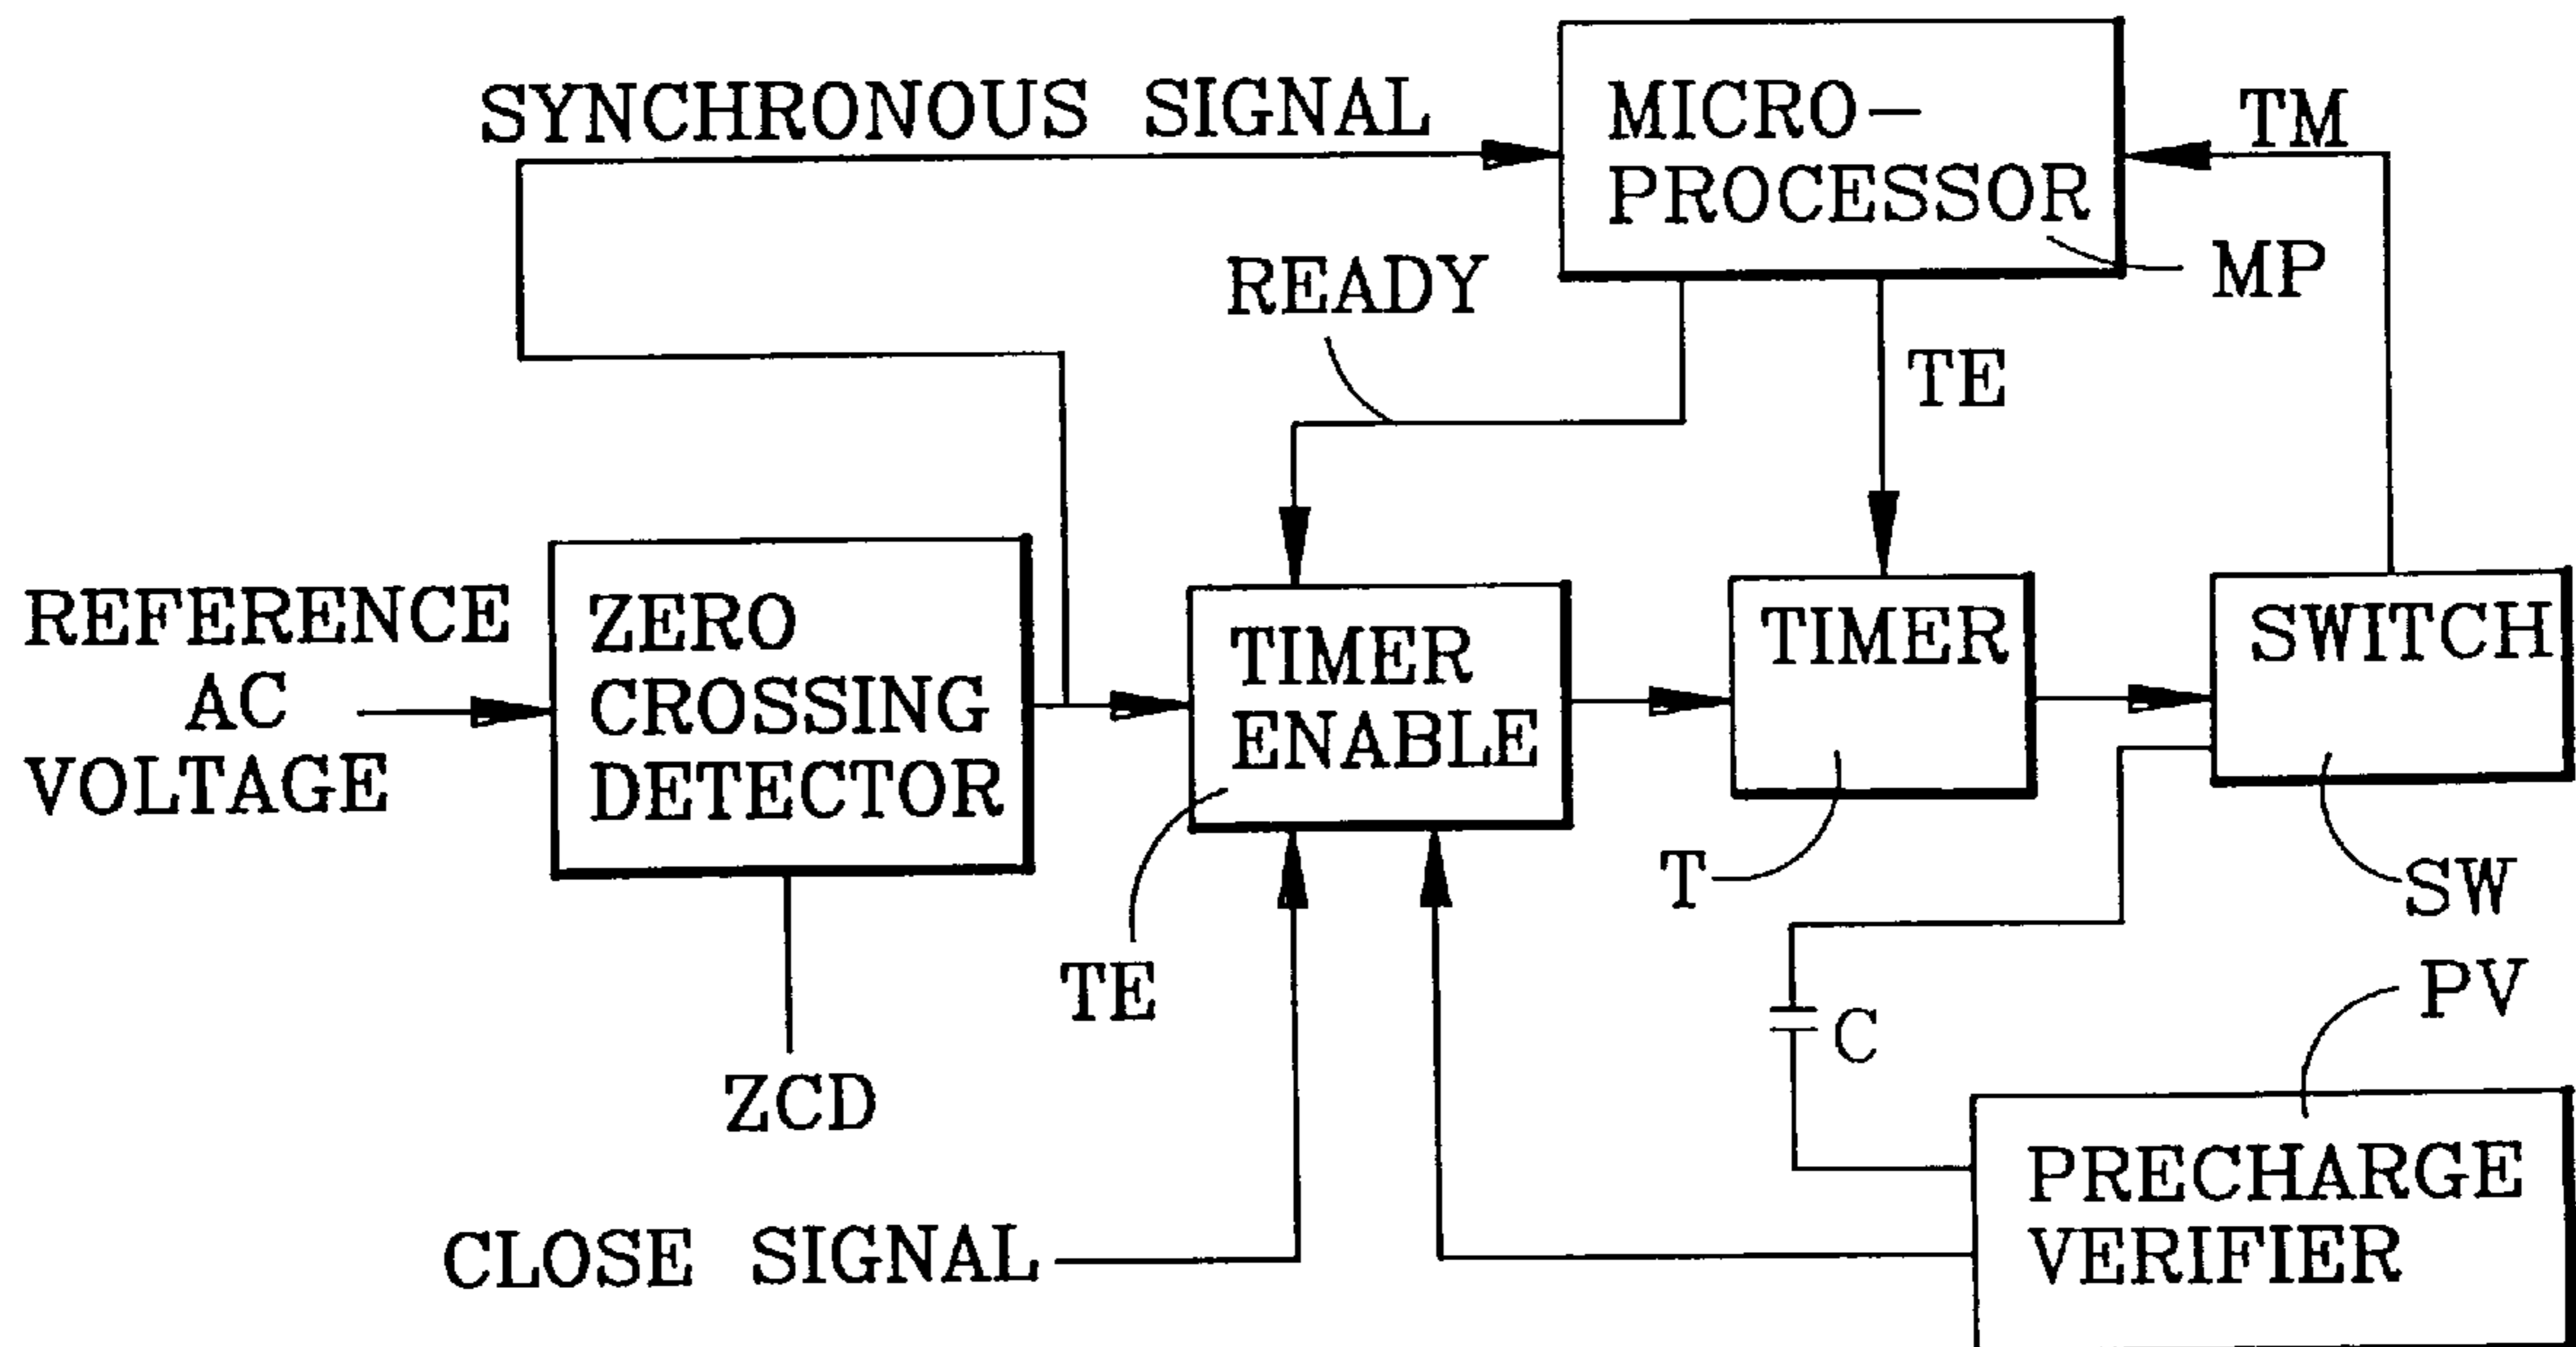 SYNCHRONOUS SIGNAL
MICRO-
PROCESSOR
TM
MP
READY
TE
REFERENCE
AC
VOLTAGE
ZERO
CROSSING
DETECTOR
TIMER
ENABLE
TIMER
SWITCH
T
SW
TE
PV
C
ZCD
PRECHARGE
VERIFIER
CLOSE SIGNAL